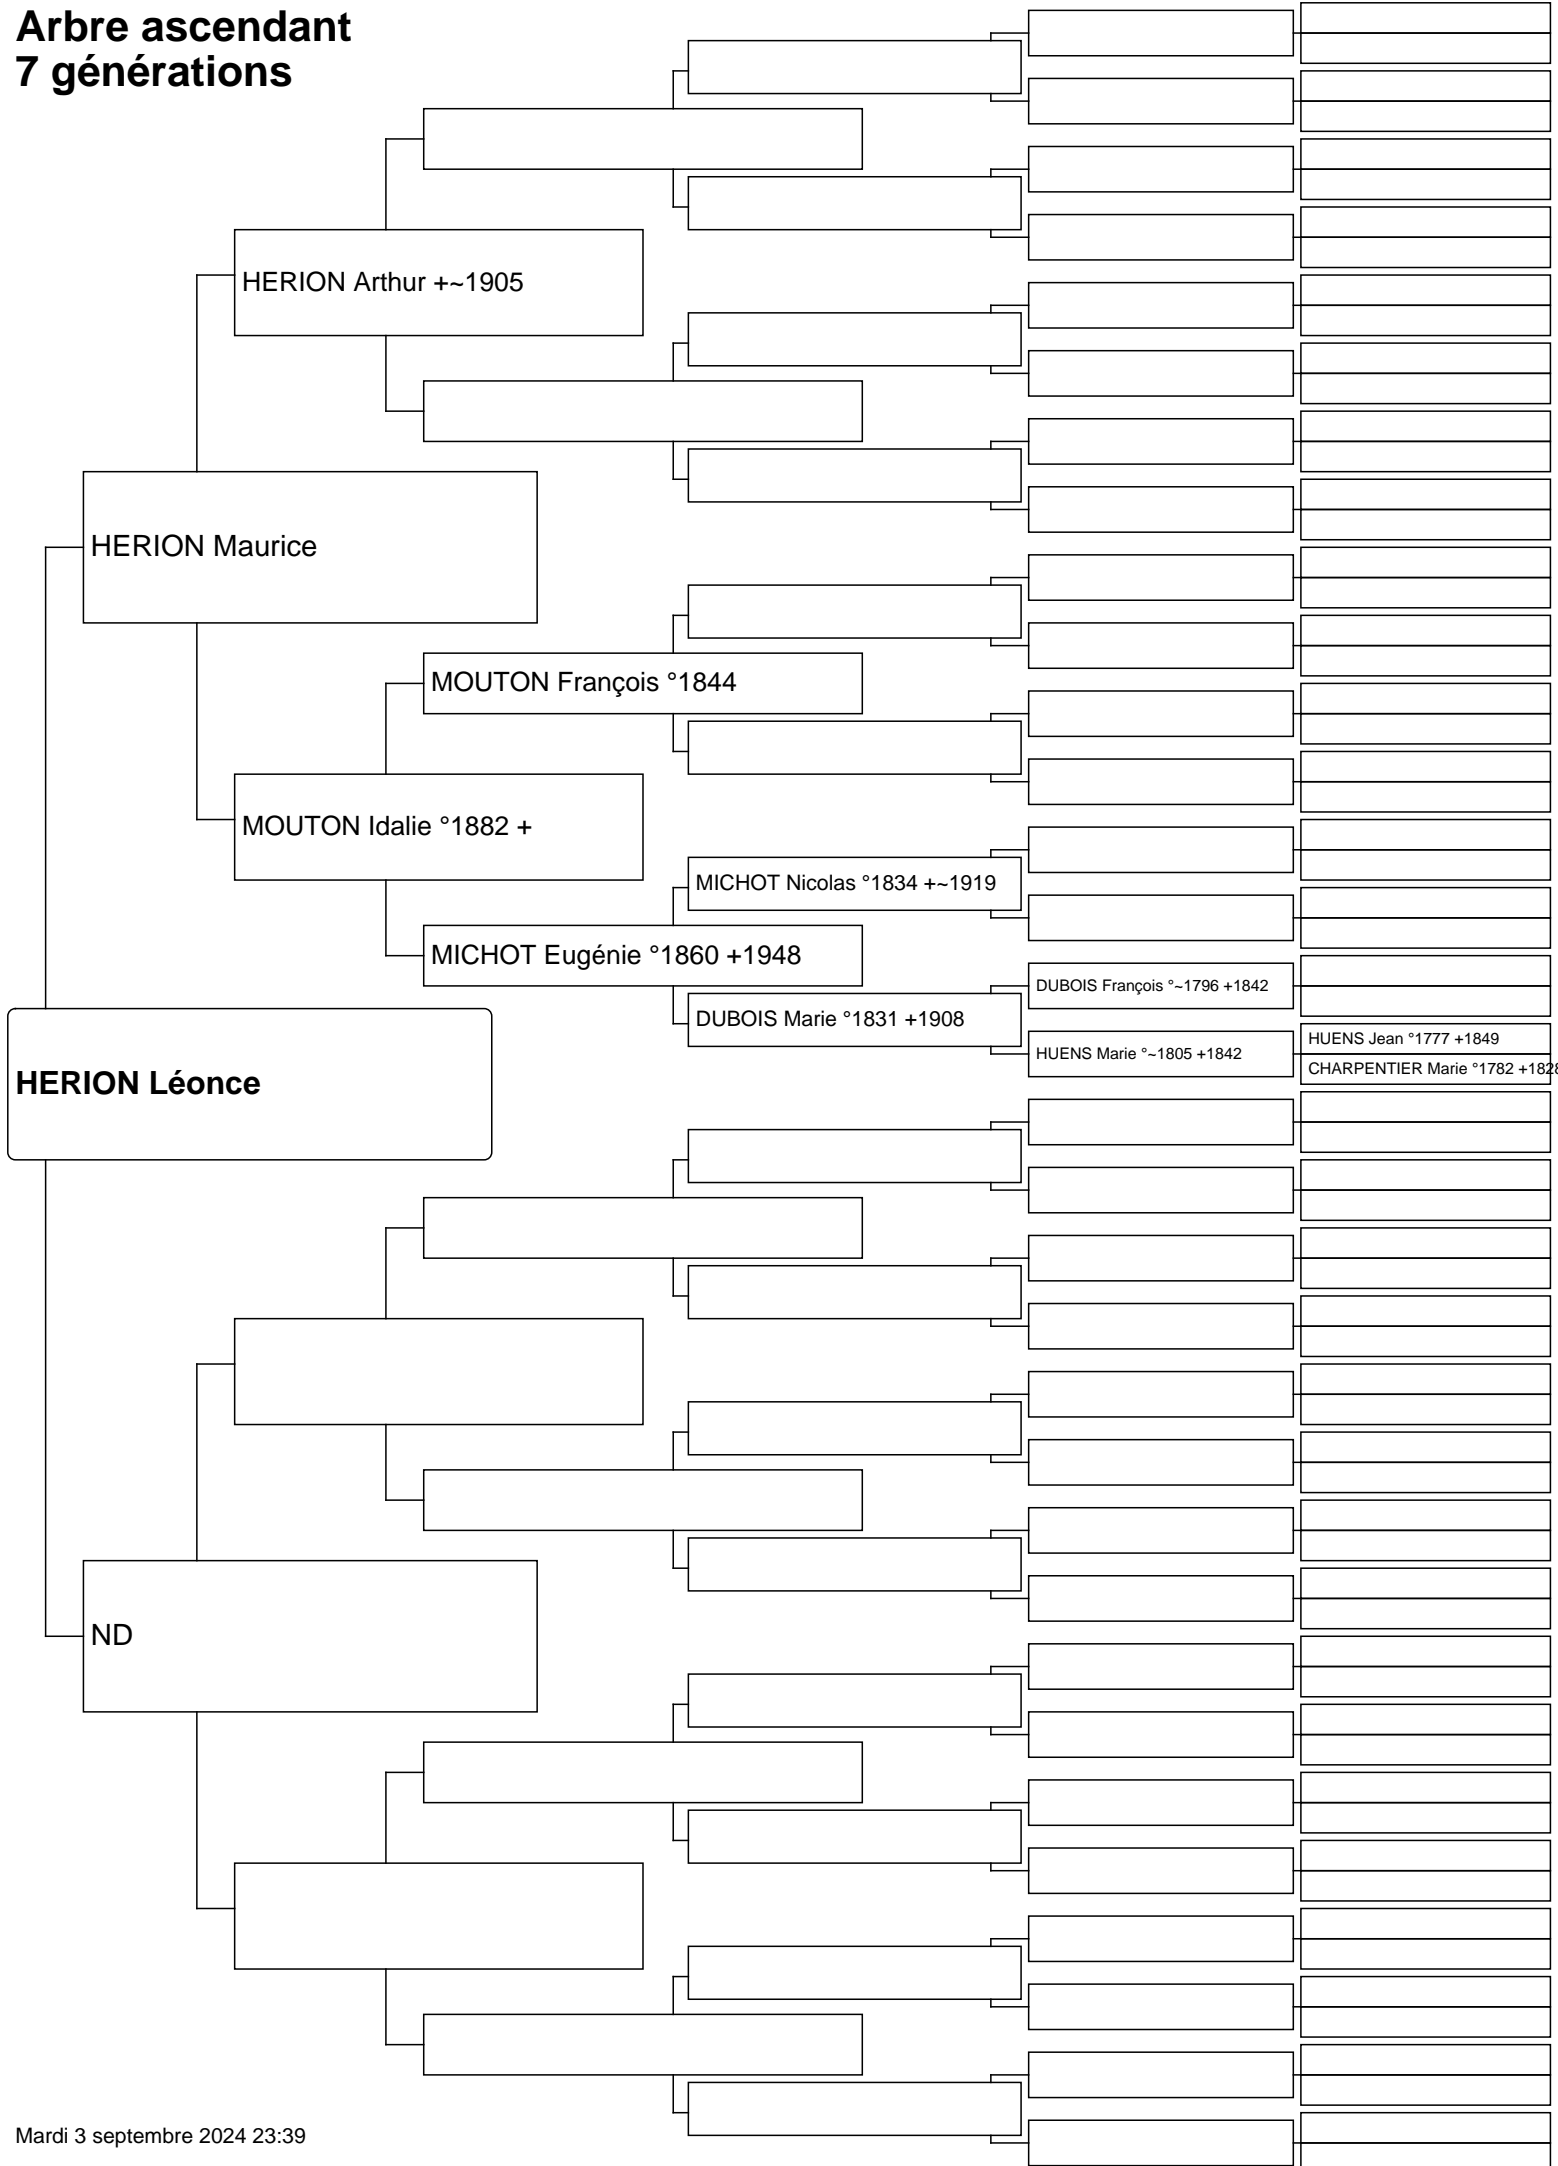 Arbre ascendant
7 générations
HERION Arthur +~1905
HERION Maurice
MOUTON François °1844
MOUTON Idalie °1882 +
MICHOT Nicolas °1834 +~1919
MICHOT Eugénie °1860 +1948
DUBOIS François °~1796 +1842
DUBOIS Marie °1831 +1908
HUENS Jean °1777 +1849
HUENS Marie °~1805 +1842
CHARPENTIER Marie °1782 +1828
HERION Léonce
ND
Mardi 3 septembre 2024 23:39